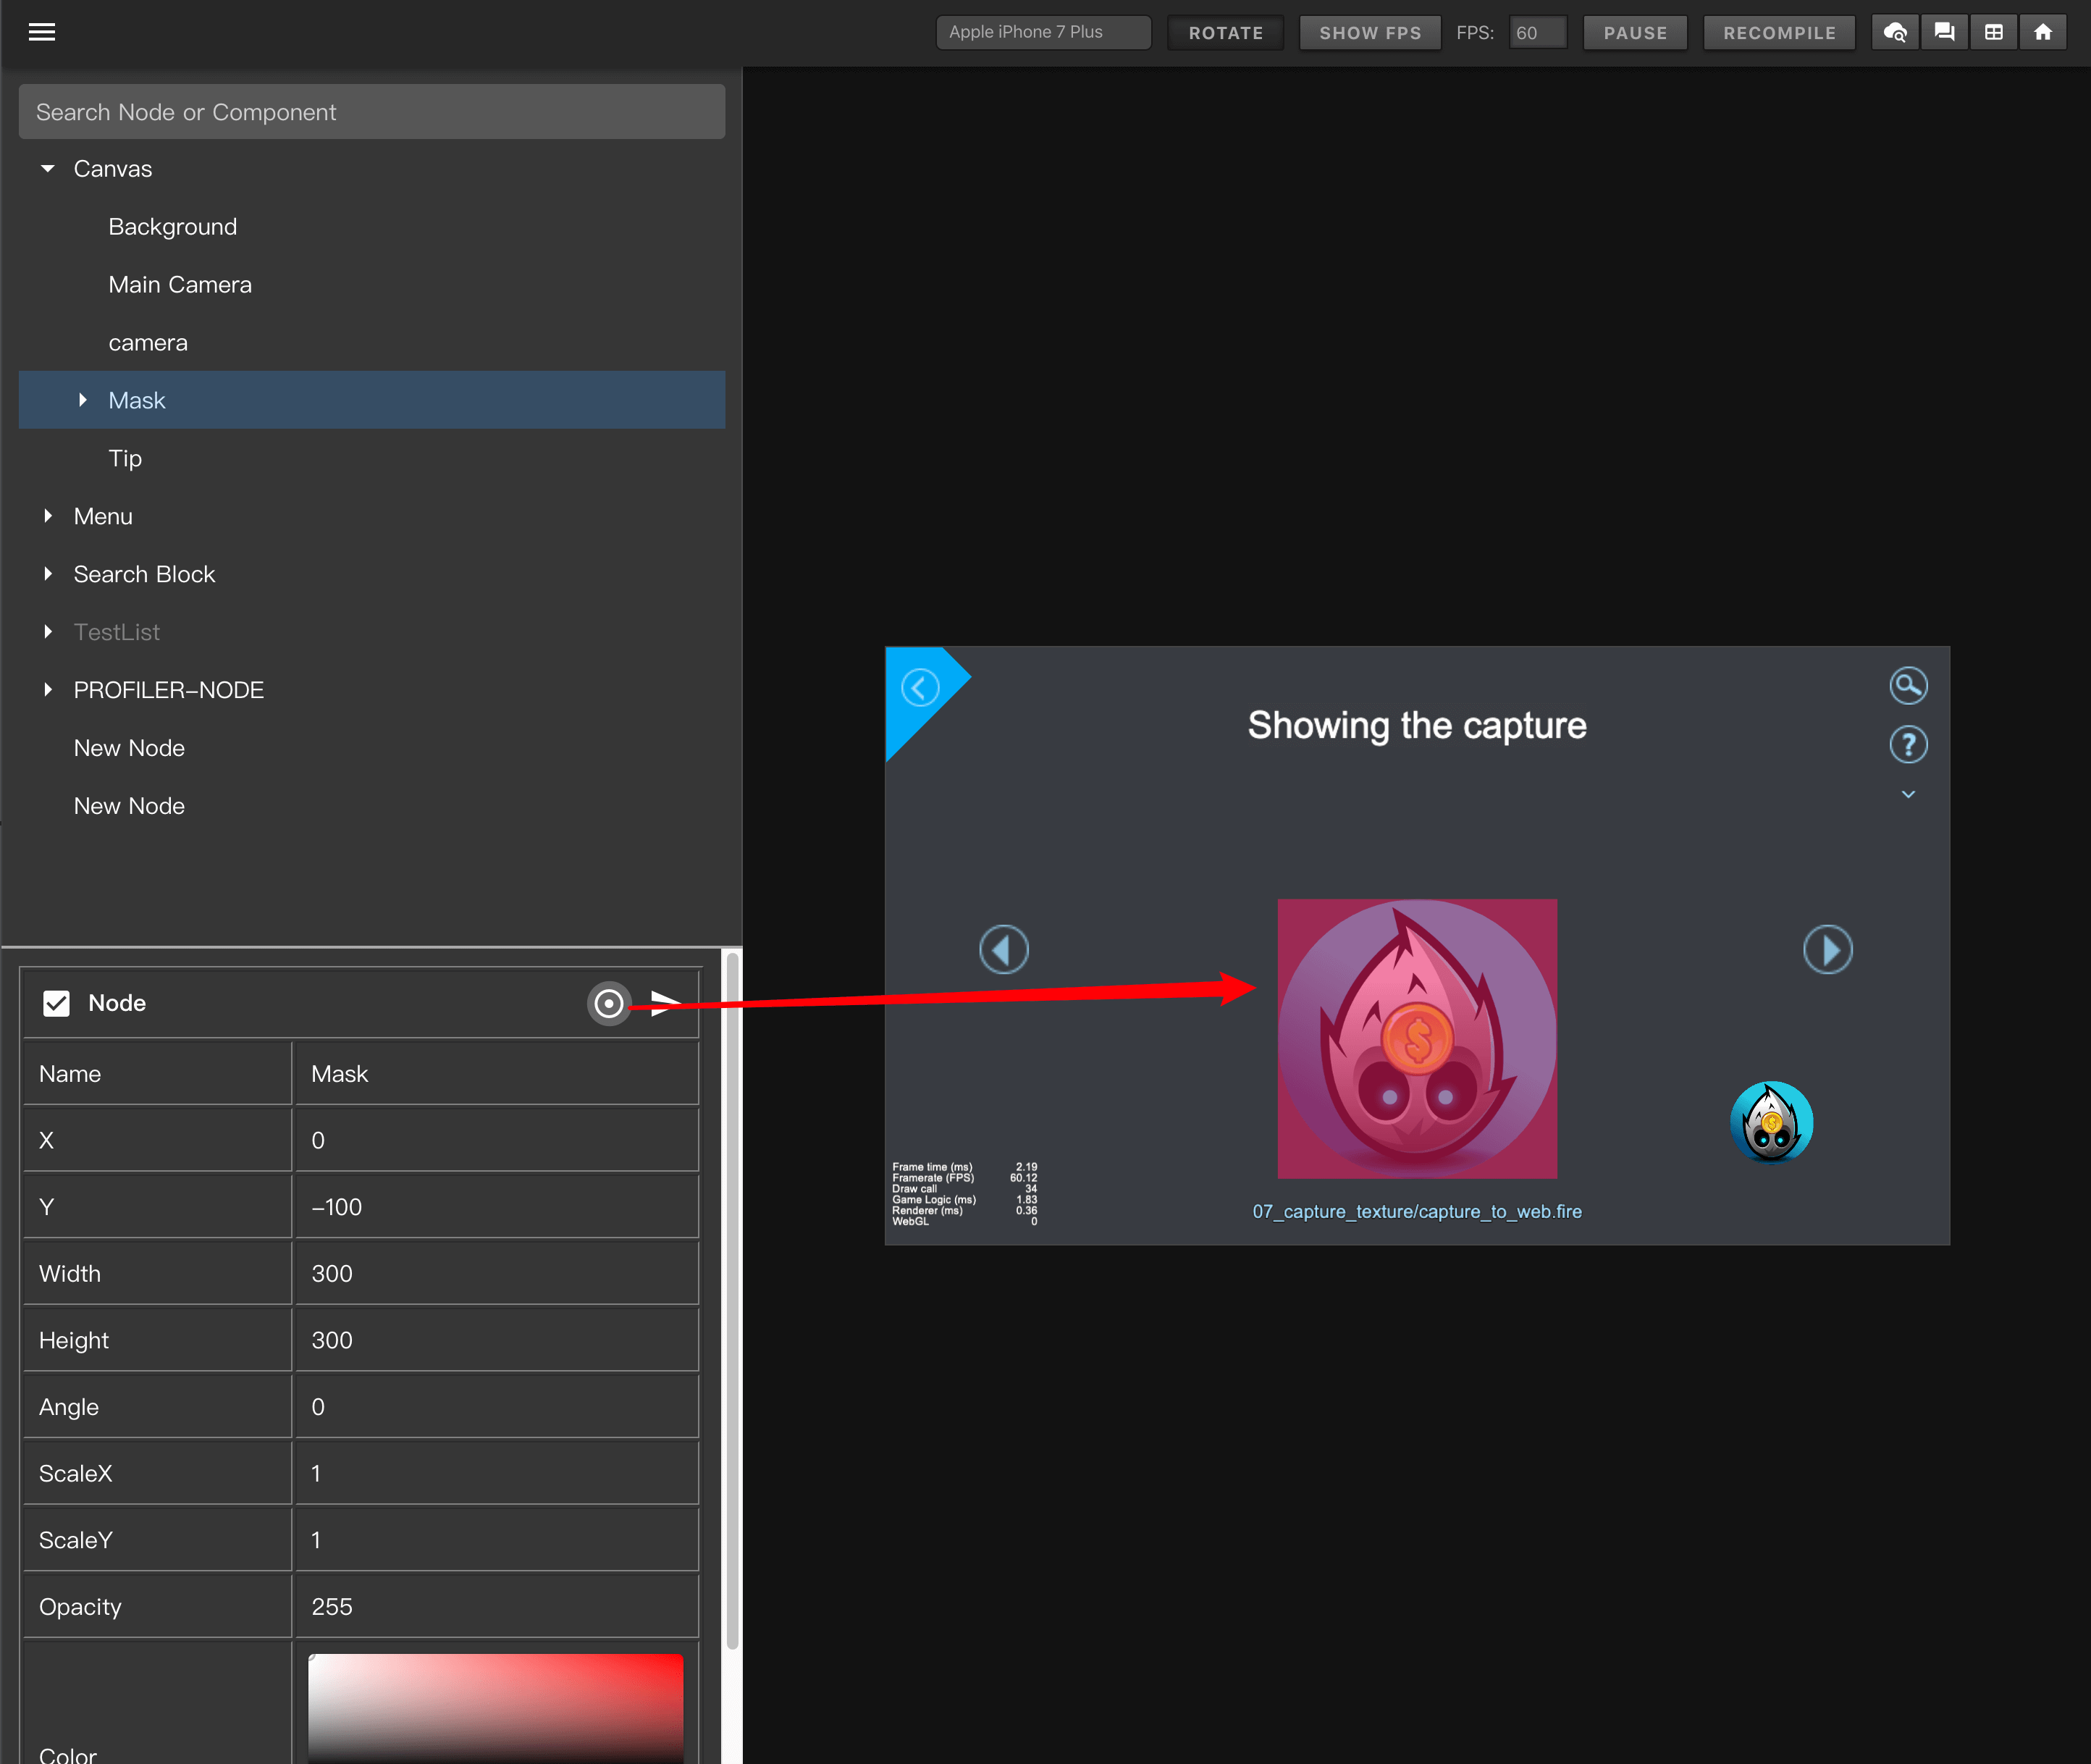 Apple iPhone 7 Plus
ROTATE
SHOW FPS
FPS:
60
PAUSE
RECOMPILE
Search Node or Component
Canvas
Background
Main Camera
camera
Mask
Tip
Menu
Search Block
TestList
PROFILER-NODE
New Node
New Node
Node
Name Mask
X 0
Y -100
Width 300
Height 300
Angle 0
ScaleX 1
ScaleY 1
Opacity 255
Color
Showing the capture
?
$
$
Frame time (ms) 2.19
Framerate (FPS) 60.12
Draw call 34
Game Logic (ms) 1.83
Renderer (ms) 0.36
WebGL 0
07_capture_texture/capture_to_web.fire